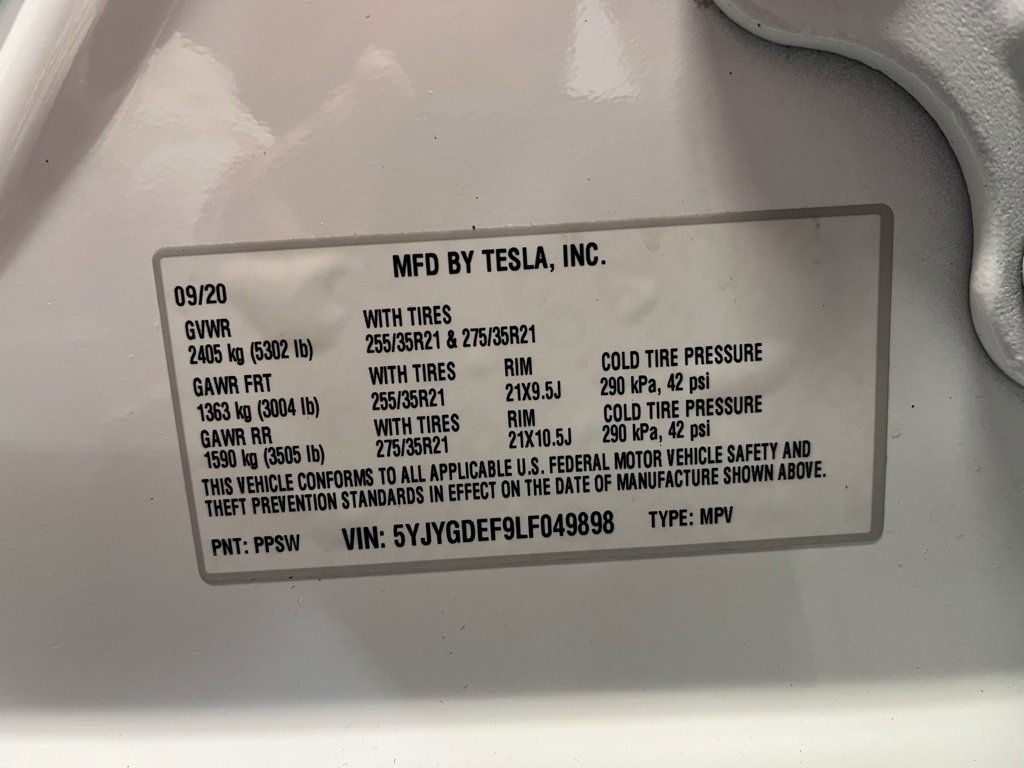 MFD BY TESLA, INC.
09/20
GVWR WITH TIRES
2405 kg (5302 lb) 255/35R21 & 275/35R21
GAWR FRT WITH TIRES RIM COLD TIRE PRESSURE
1363 kg (3004 lb) 255/35R21 21X9.5J 290 kPa, 42 psi
GAWR RR WITH TIRES RIM COLD TIRE PRESSURE
1590 kg (3505 lb) 275/35R21 21X10.5J 290 kPa, 42 psi
THIS VEHICLE CONFORMS TO ALL APPLICABLE U.S. FEDERAL MOTOR VEHICLE SAFETY AND
THEFT PREVENTION STANDARDS IN EFFECT ON THE DATE OF MANUFACTURE SHOWN ABOVE.
PNT: PPSW VIN: 5YJYGDEF9LF049898 TYPE: MPV